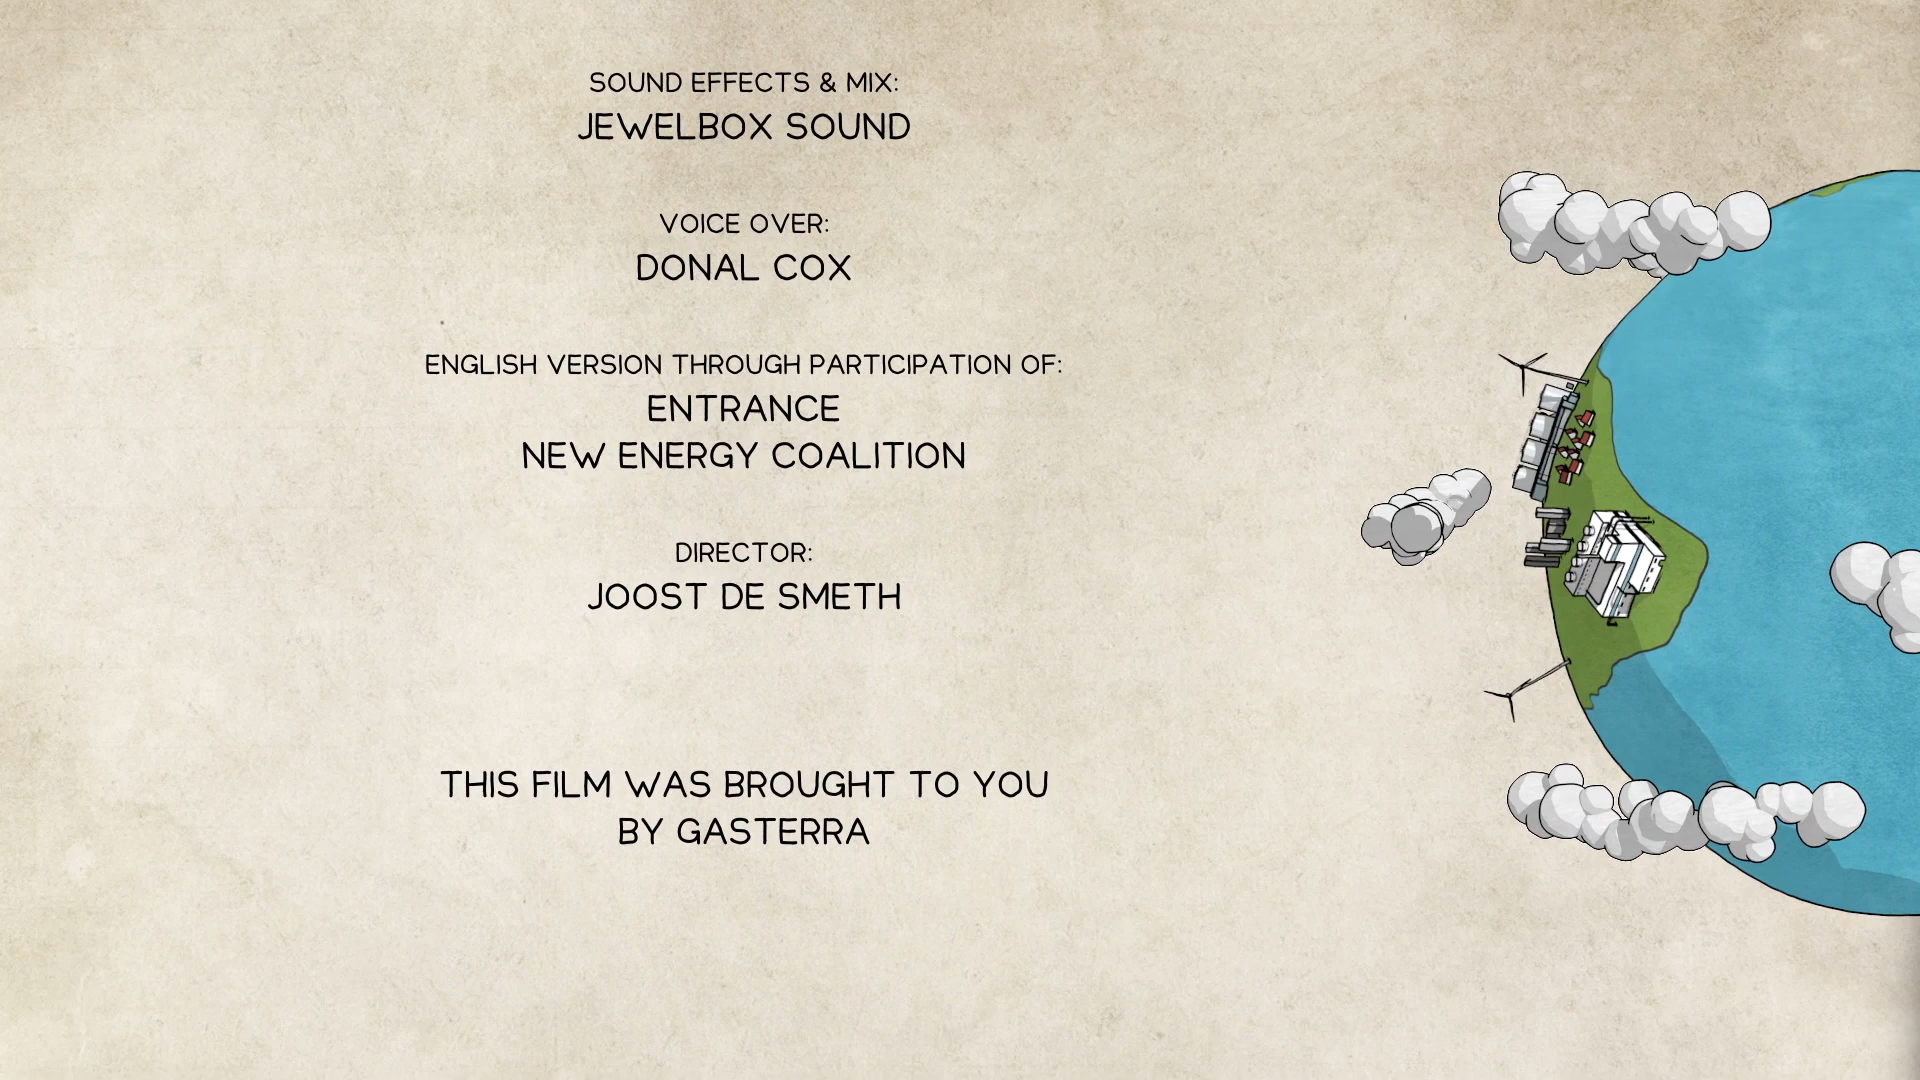 SOUND EFFECTS & MIX:
JEWELBOX SOUND
VOICE OVER:
DONAL COX
ENGLISH VERSION THROUGH PARTICIPATION OF:
ENTRANCE
NEW ENERGY COALITION
DIRECTOR:
JOOST DE SMETH
THIS FILM WAS BROUGHT TO YOU
BY GASTERRA